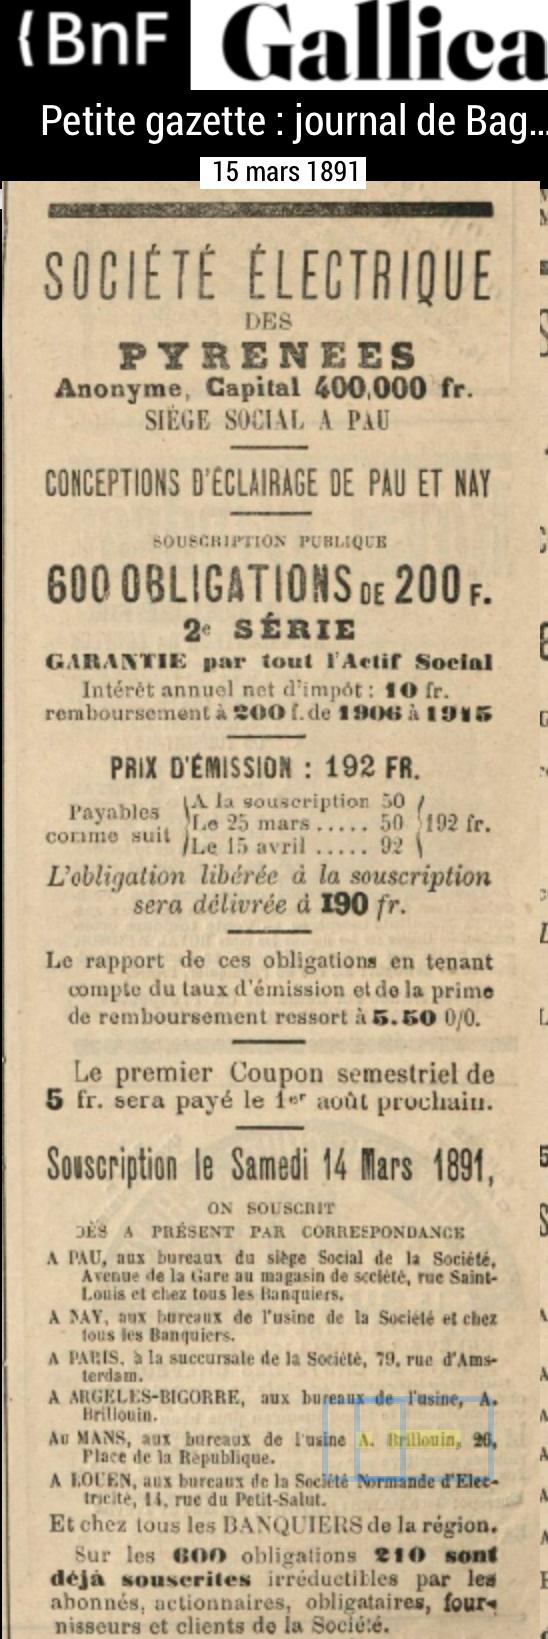 {BnF Gallica
Petite gazette : journal de Bag...
15 mars 1891
SOCIÉTÉ ÉLECTRIQUE
DES
PYRENEES
Anonyme, Capital 400,000 fr.
SIÈGE SOCIAL A PAU
CONCEPTIONS D'ÉCLAIRAGE DE PAU ET NAY
SOUSCRIPTION PUBLIQUE
600 OBLIGATIONS DE 200 F.
2e SÉRIE
GARANTIE par tout l'Actif Social
Intérêt annuel net d'impôt : 10 fr.
remboursement à 200 f. de 1906 à 1915
PRIX D'ÉMISSION : 192 FR.
Payables comme suit
A la souscription 50
Le 25 mars ..... 50
Le 15 avril ..... 92
192 fr.
L'obligation libérée à la souscription
sera délivrée à 190 fr.
Le rapport de ces obligations en tenant
compte du taux d'émission et de la prime
de remboursement ressort à 5.50 0/0.
Le premier Coupon semestriel de
5 fr. sera payé le 1er août prochain.
Souscription le Samedi 14 Mars 1891,
ON SOUSCRIT
DÈS A PRÉSENT PAR CORRESPONDANCE
A PAU, aux bureaux du siège Social de la Société,
Avenue de la Gare au magasin de société, rue Saint-
Louis et chez tous les Banquiers.
A NAY, aux bureaux de l'usine de la Société et chez
tous les Banquiers.
A PARIS, à la succursale de la Société, 79, rue d'Ams-
terdam.
A ARGELES-BIGORRE, aux bureaux de l'usine, A.
Brillouin.
Au MANS, aux bureaux de l'usine A. Brillouin, 26,
Place de la République.
A ROUEN, aux bureaux de la Société Normande d'Elec-
tricité, 14, rue du Petit-Salut.
Et chez tous les BANQUIERS de la région.
Sur les 600 obligations 210 sont
déjà souscrites irréductibles par les
abonnés, actionnaires, obligataires, four-
nisseurs et clients de la Société.